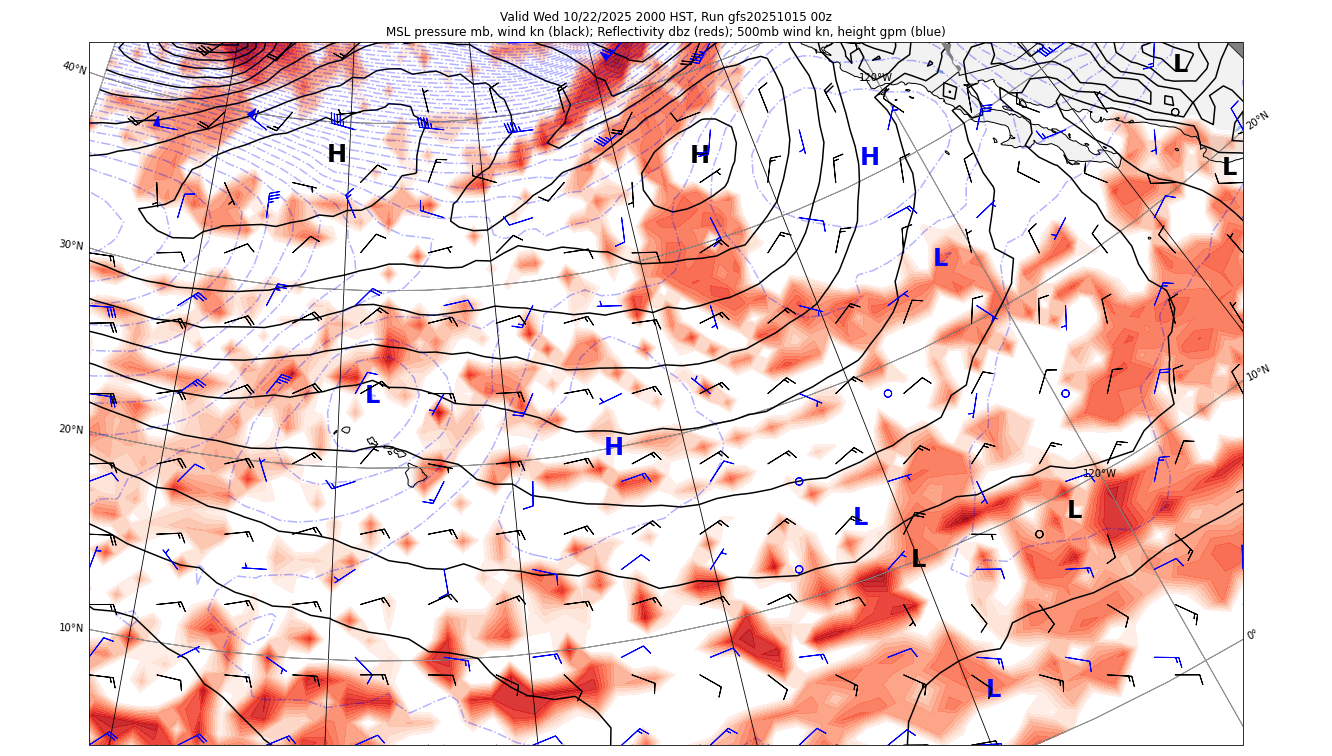 Valid Wed 10/22/2025 2000 HST, Run gfs20251015 00z
MSL pressure mb, wind kn (black); Reflectivity dbz (reds); 500mb wind kn, height gpm (blue)
40°N
120°W
L
20°N
H
H
H
L
30°N
L
10°N
L
20°N
H
120°W
L
L
L
10°N
0°
L